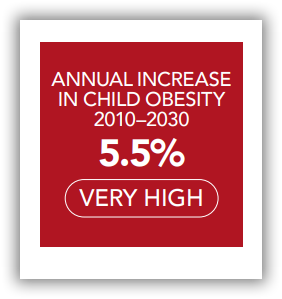 ANNUAL INCREASE
IN CHILD OBESITY
2010–2030
5.5%
VERY HIGH